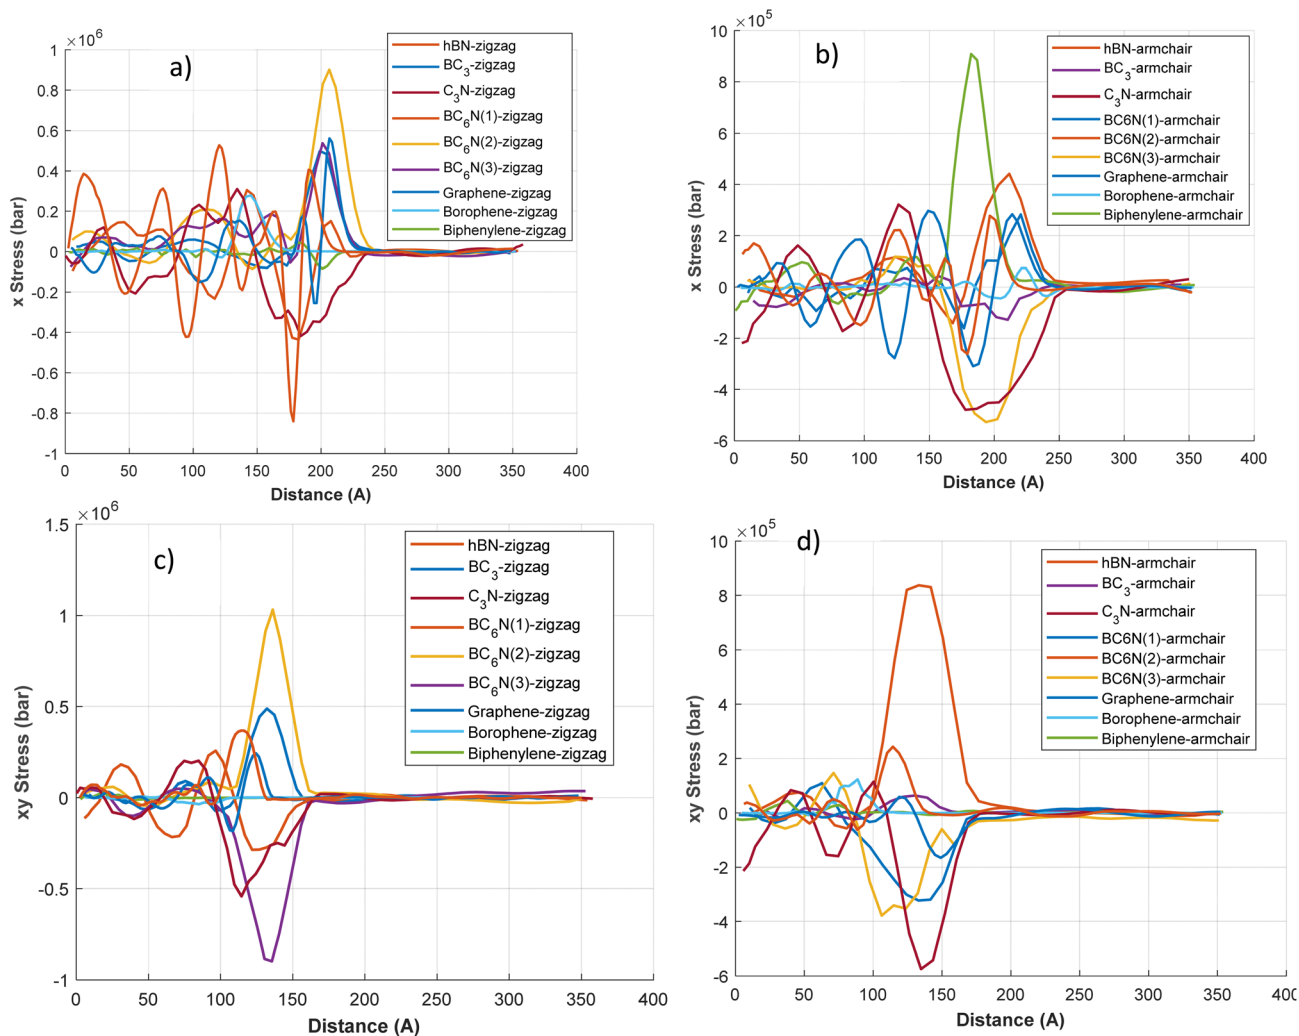 a)
×10⁶
1
0.8
0.6
0.4
0.2
0
-0.2
-0.4
-0.6
-0.8
-1
x Stress (bar)
0 50 100 150 200 250 300 350 400
Distance (A)
hBN-zigzag
BC₃-zigzag
C₃N-zigzag
BC₆N(1)-zigzag
BC₆N(2)-zigzag
BC₆N(3)-zigzag
Graphene-zigzag
Borophene-zigzag
Biphenylene-zigzag
b)
×10⁵
10
8
6
4
2
0
-2
-4
-6
x Stress (bar)
0 50 100 150 200 250 300 350 400
Distance (A)
hBN-armchair
BC₃-armchair
C₃N-armchair
BC6N(1)-armchair
BC6N(2)-armchair
BC6N(3)-armchair
Graphene-armchair
Borophene-armchair
Biphenylene-armchair
c)
×10⁶
1.5
1
0.5
0
-0.5
-1
xy Stress (bar)
0 50 100 150 200 250 300 350 400
Distance (A)
hBN-zigzag
BC₃-zigzag
C₃N-zigzag
BC₆N(1)-zigzag
BC₆N(2)-zigzag
BC₆N(3)-zigzag
Graphene-zigzag
Borophene-zigzag
Biphenylene-zigzag
d)
×10⁵
10
8
6
4
2
0
-2
-4
-6
xy Stress (bar)
0 50 100 150 200 250 300 350 400
Distance (A)
hBN-armchair
BC₃-armchair
C₃N-armchair
BC6N(1)-armchair
BC6N(2)-armchair
BC6N(3)-armchair
Graphene-armchair
Borophene-armchair
Biphenylene-armchair